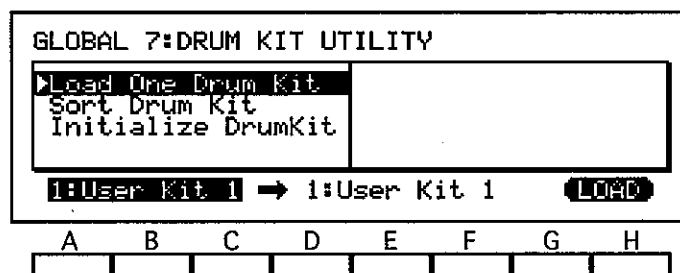 GLOBAL 7:DRUM KIT UTILITY
▶Load One Drum Kit
Sort Drum Kit
Initialize DrumKit
1:User Kit 1 ➡ 1:User Kit 1 LOAD
A B C D E F G H